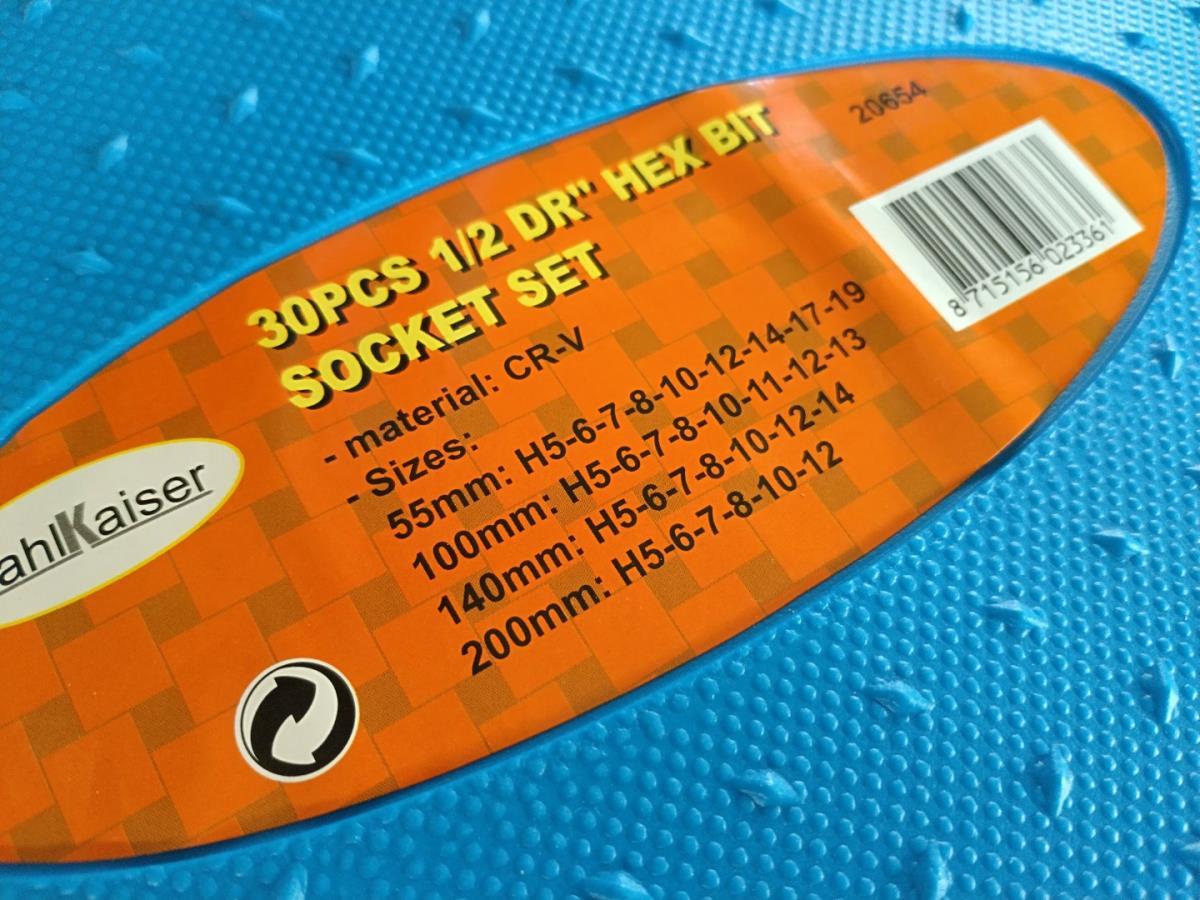 30PCS 1/2 DR" HEX BIT
SOCKET SET
- material: CR-V
- Sizes:
55mm: H5-6-7-8-10-12-14-17-19
100mm: H5-6-7-8-10-11-12-13
140mm: H5-6-7-8-10-12-14
200mm: H5-6-7-8-10-12
20654
8 715156 023361
ahlKaiser